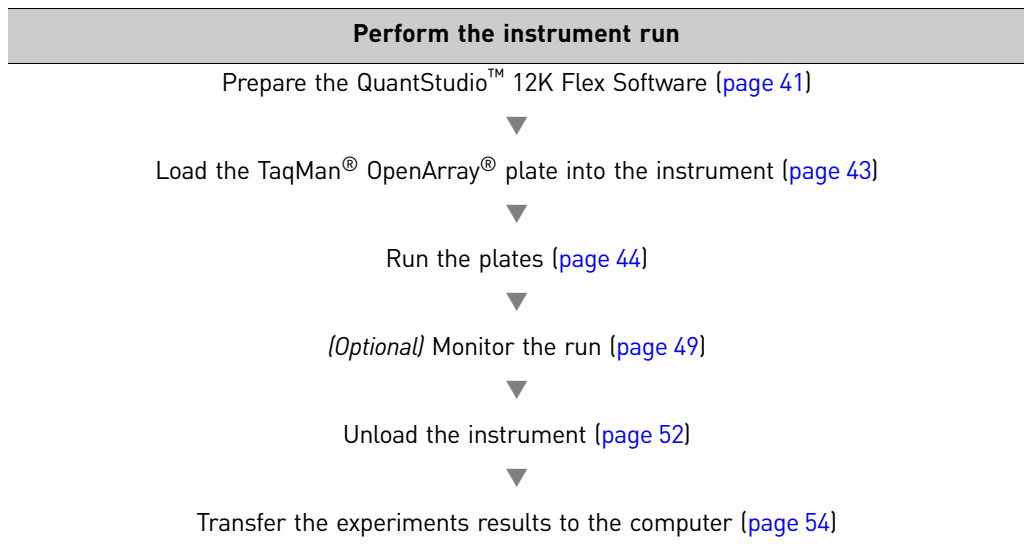 Perform the instrument run
Prepare the QuantStudio™ 12K Flex Software (page 41)
Load the TaqMan® OpenArray® plate into the instrument (page 43)
Run the plates (page 44)
(Optional) Monitor the run (page 49)
Unload the instrument (page 52)
Transfer the experiments results to the computer (page 54)